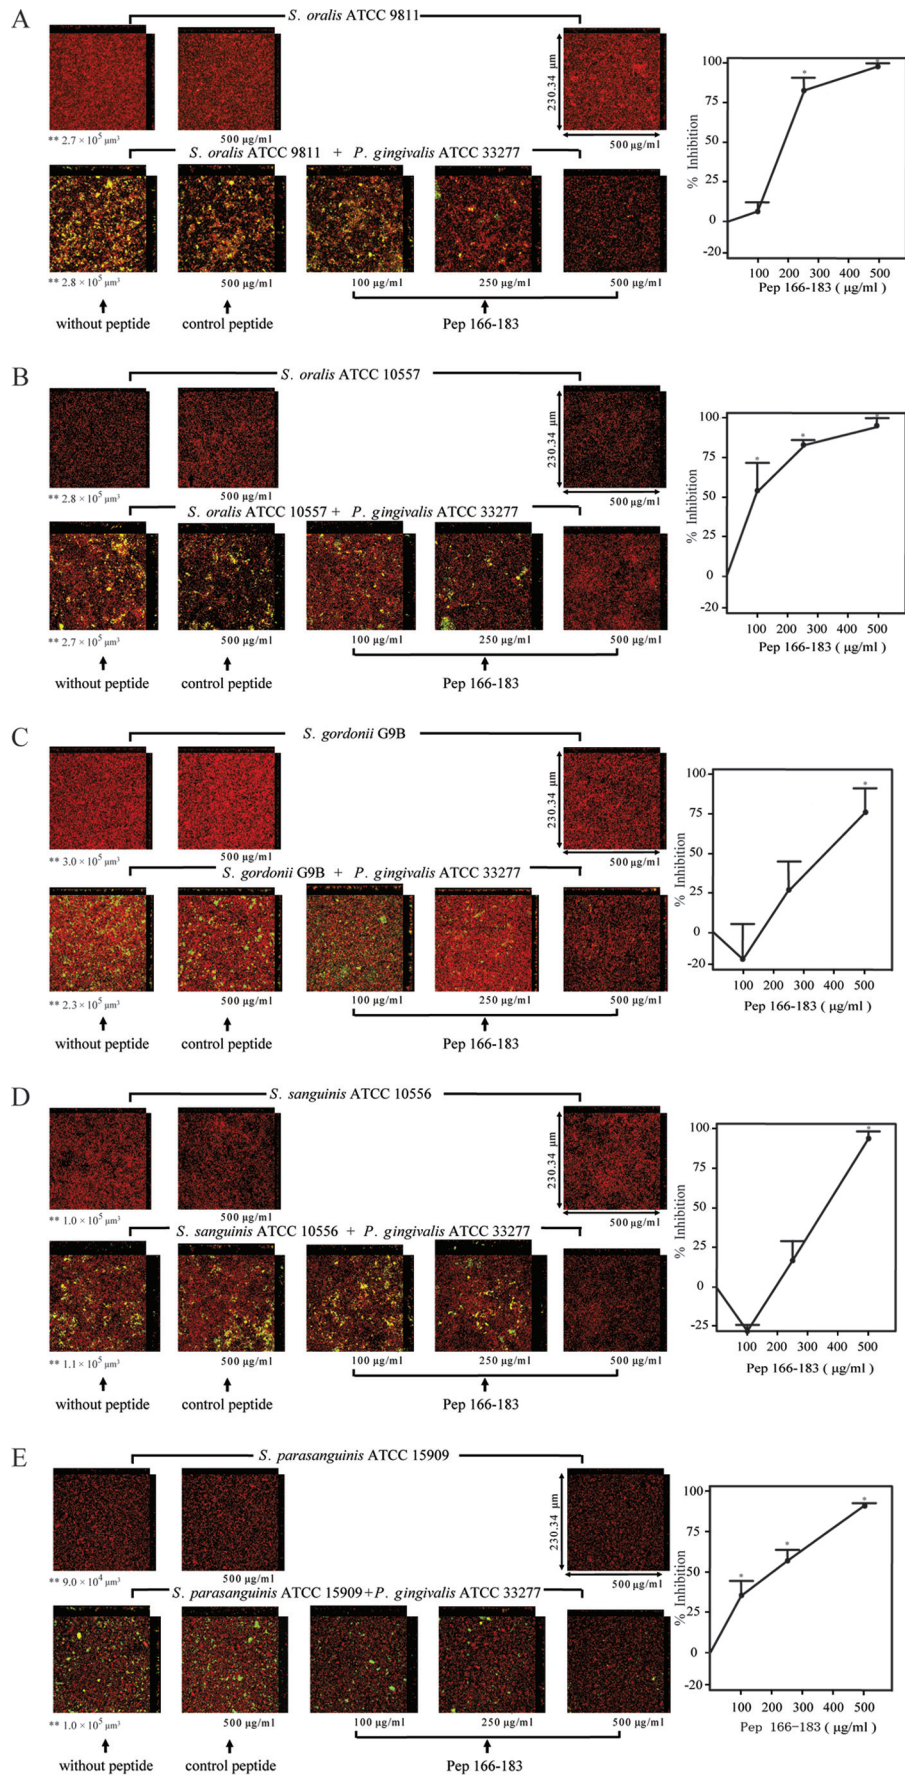 A
S. oralis ATCC 9811
230.34 µm
** 2.7 × 10⁵ µm³
500 µg/ml
500 µg/ml
S. oralis ATCC 9811 + P. gingivalis ATCC 33277
** 2.8 × 10⁵ µm³
500 µg/ml
100 µg/ml
250 µg/ml
500 µg/ml
without peptide
control peptide
Pep 166-183
% Inhibition
100
75
25
0
-20
*
*
100 200 300 400 500
Pep 166-183 ( µg/ml )
B
S. oralis ATCC 10557
230.34 µm
** 2.8 × 10⁵ µm³
500 µg/ml
500 µg/ml
S. oralis ATCC 10557 + P. gingivalis ATCC 33277
** 2.7 × 10⁵ µm³
500 µg/ml
100 µg/ml
250 µg/ml
500 µg/ml
without peptide
control peptide
Pep 166-183
% Inhibition
100
75
50
25
0
-20
*
*
*
100 200 300 400 500
Pep 166-183 ( µg/ml )
C
S. gordonii G9B
230.34 µm
** 3.0 × 10⁵ µm³
500 µg/ml
500 µg/ml
S. gordonii G9B + P. gingivalis ATCC 33277
** 2.3 × 10⁵ µm³
500 µg/ml
100 µg/ml
250 µg/ml
500 µg/ml
without peptide
control peptide
Pep 166-183
% Inhibition
100
75
25
0
-20
*
100 200 300 400 500
Pep 166-183 ( µg/ml )
D
S. sanguinis ATCC 10556
230.34 µm
** 1.0 × 10⁵ µm³
500 µg/ml
500 µg/ml
S. sanguinis ATCC 10556 + P. gingivalis ATCC 33277
** 1.1 × 10⁵ µm³
500 µg/ml
100 µg/ml
250 µg/ml
500 µg/ml
without peptide
control peptide
Pep 166-183
% Inhibition
100
75
25
0
-25
*
100 200 300 400 500
Pep 166-183 ( µg/ml )
E
S. parasanguinis ATCC 15909
230.34 µm
** 9.0 × 10⁴ µm³
500 µg/ml
500 µg/ml
S. parasanguinis ATCC 15909+P. gingivalis ATCC 33277
** 1.0 × 10⁵ µm³
500 µg/ml
100 µg/ml
250 µg/ml
500 µg/ml
without peptide
control peptide
Pep 166-183
% Inhibition
100
75
50
25
0
-20
*
*
*
100 200 300 400 500
Pep 166-183 ( µg/ml )